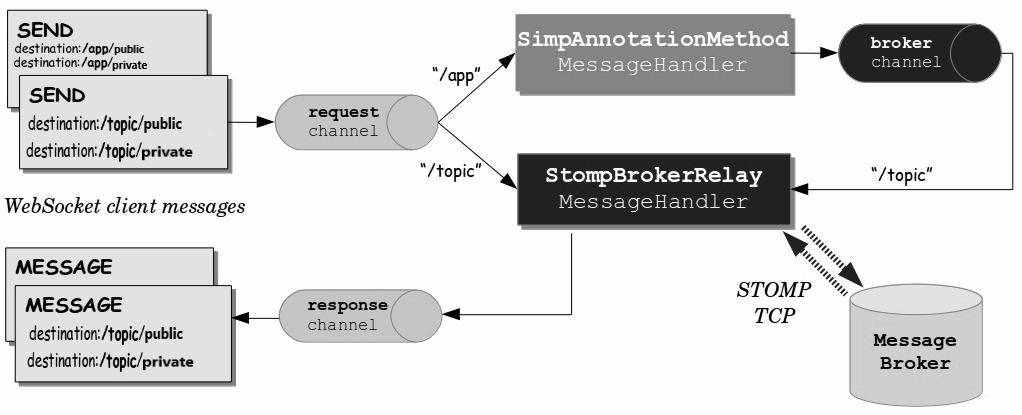 SEND
destination:/app/public
destination:/app/private
SEND
destination:/topic/public
destination:/topic/private
WebSocket client messages
request
channel
“/app”
“/topic”
SimpAnnotationMethod
MessageHandler
broker
channel
StompBrokerRelay
MessageHandler
“/topic”
MESSAGE
MESSAGE
destination:/topic/public
destination:/topic/private
response
channel
STOMP
TCP
Message
Broker